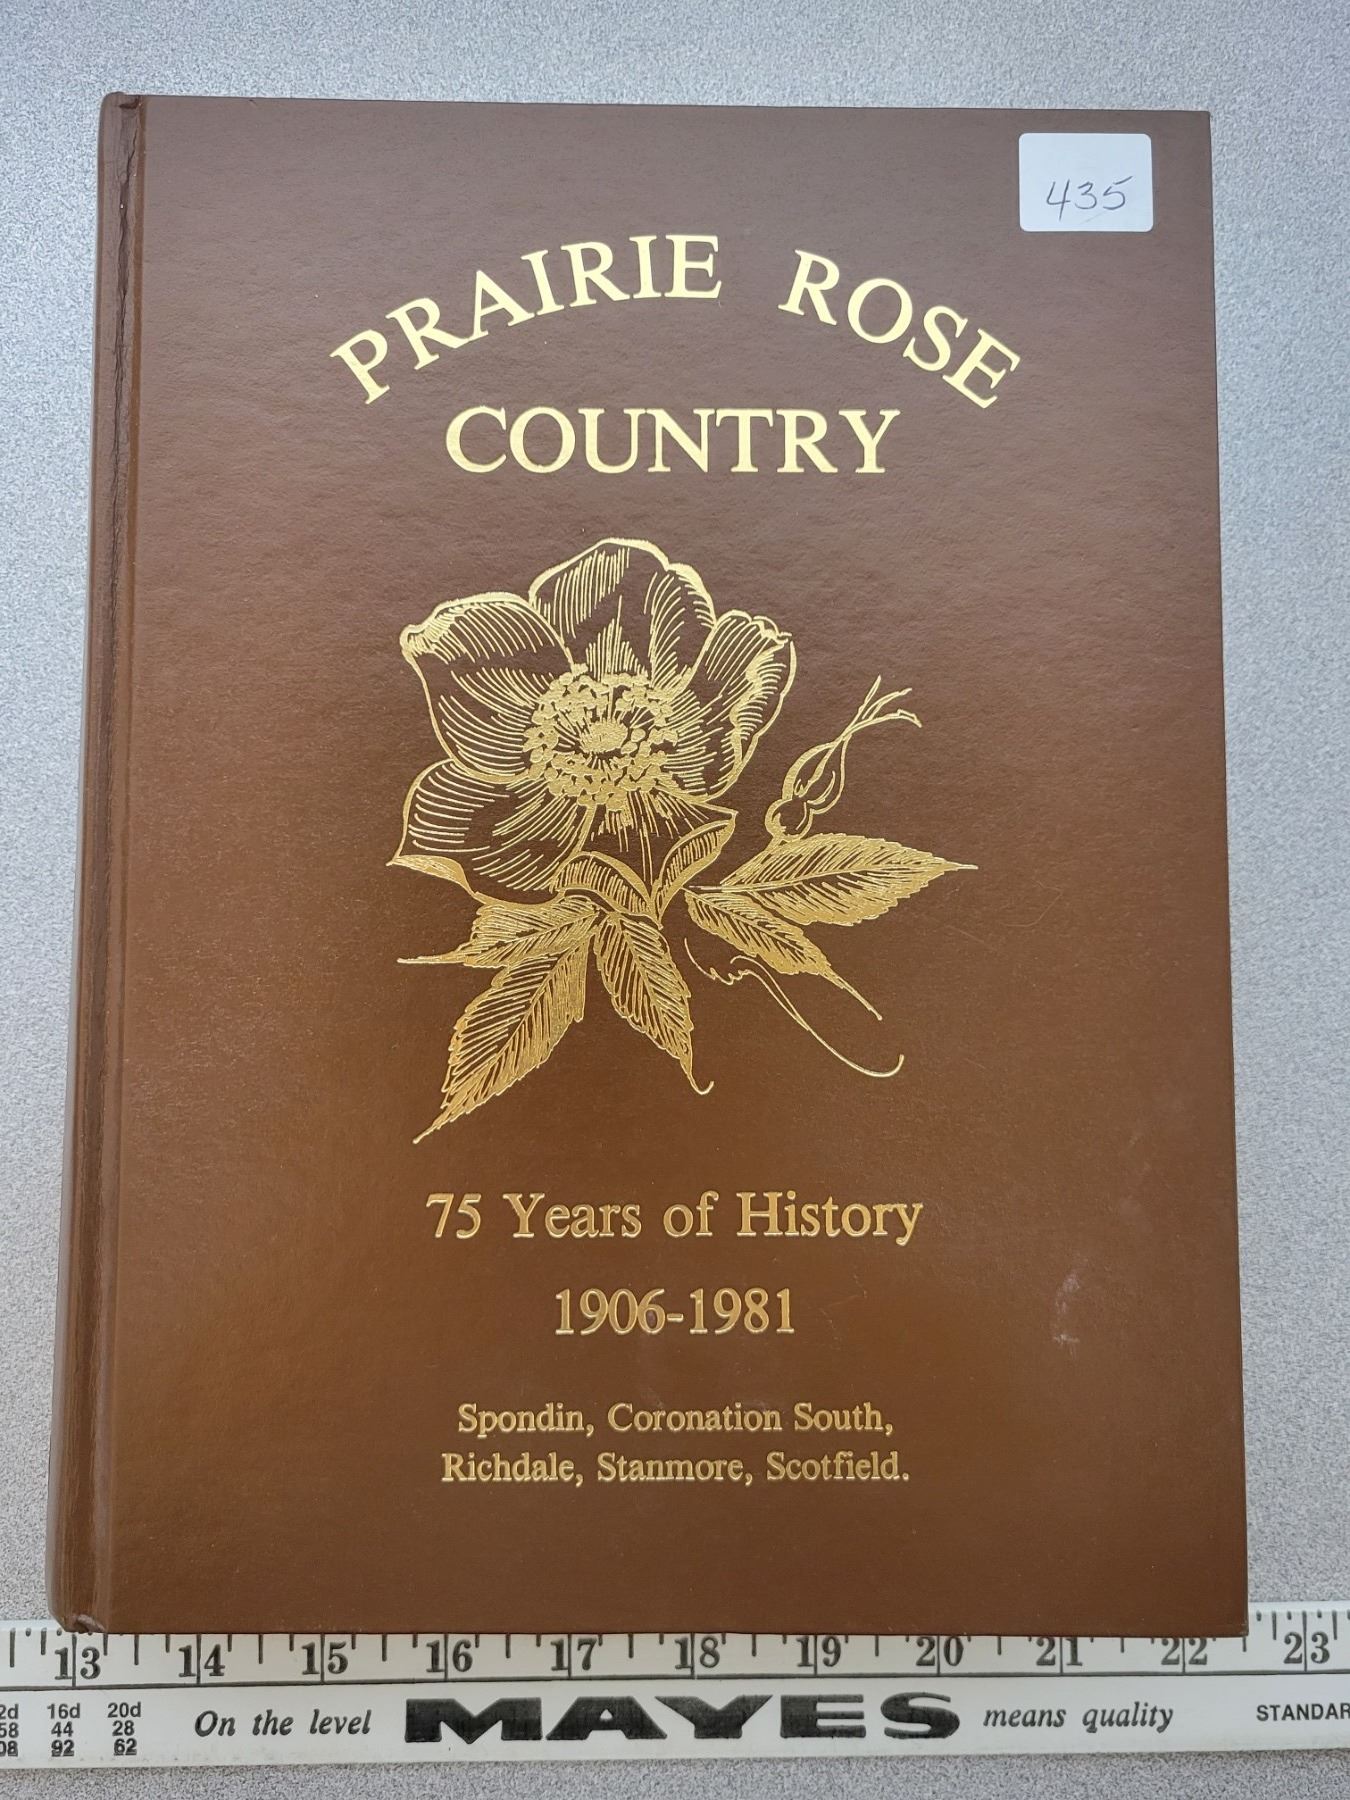 435
PRAIRIE ROSE
COUNTRY
75 Years of History
1906-1981
Spondin, Coronation South,
Richdale, Stanmore, Scotfield.
13 14 15 16 17 18 19 20 21 22 23
16d 20d
58 44 28
92 62
On the level MAYES means quality STANDAR